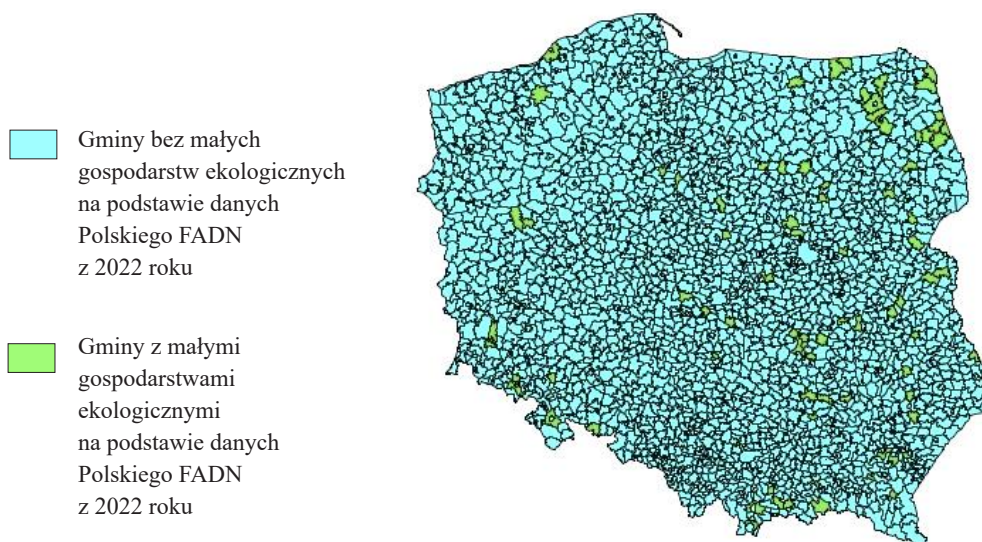 Gminy bez małych
gospodarstw ekologicznych
na podstawie danych
Polskiego FADN
z 2022 roku
Gminy z małymi
gospodarstwami
ekologicznymi
na podstawie danych
Polskiego FADN
z 2022 roku